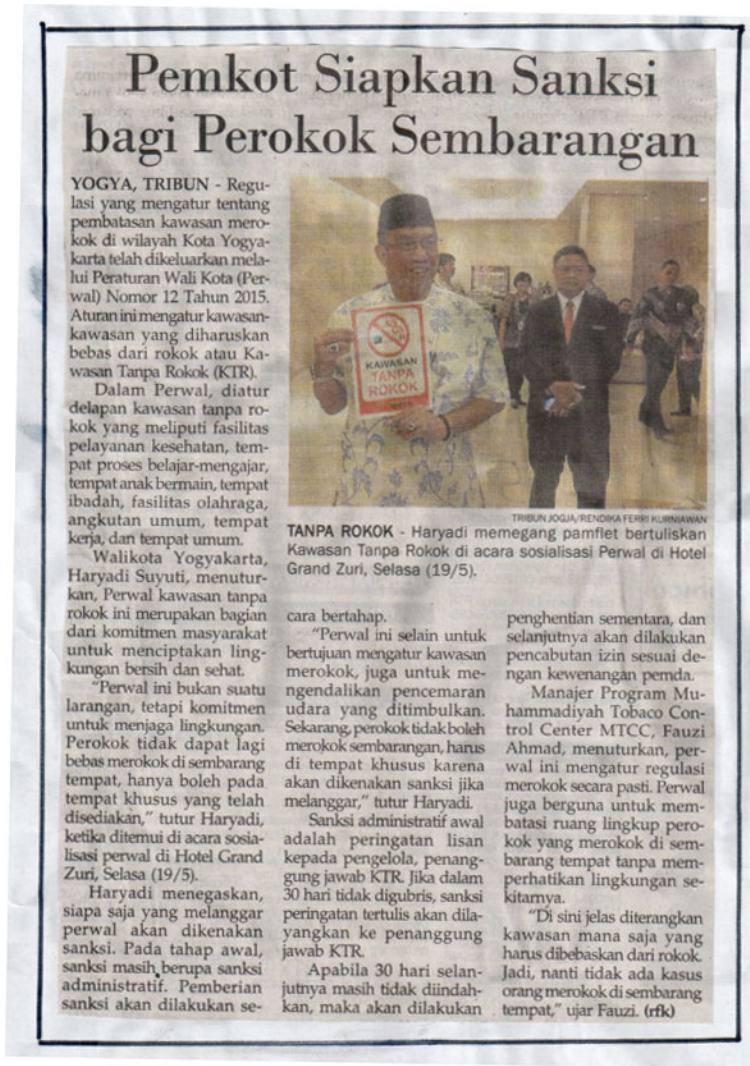 Pemkot Siapkan Sanksi
bagi Perokok Sembarangan
YOGYA, TRIBUN - Regu-
lasi yang mengatur tentang
pembatasan kawasan mero-
kok di wilayah Kota Yogya-
karta telah dikeluarkan mela-
lui Peraturan Wali Kota (Per-
wal) Nomor 12 Tahun 2015.
Aturan ini mengatur kawasan-
kawasan yang diharuskan
bebas dari rokok atau Ka-
wasan Tanpa Rokok (KTR).
Dalam Perwal, diatur
delapan kawasan tanpa ro-
kok yang meliputi fasilitas
pelayanan kesehatan, tem-
pat proses belajar-mengajar,
tempat anak bermain, tempat
ibadah, fasilitas olahraga,
angkutan umum, tempat
kerja, dan tempat umum.
Walikota Yogyakarta,
Haryadi Suyuti, menutur-
kan, Perwal kawasan tanpa
rokok ini merupakan bagian
dari komitmen masyarakat
untuk menciptakan ling-
kungan bersih dan sehat.
"Perwal ini bukan suatu
larangan, tetapi komitmen
untuk menjaga lingkungan.
Perokok tidak dapat lagi
bebas merokok di sembarang
tempat, hanya boleh pada
tempat khusus yang telah
disediakan," tutur Haryadi,
ketika ditemui di acara sosia-
lisasi perwal di Hotel Grand
Zuri, Selasa (19/5).
Haryadi menegaskan,
siapa saja yang melanggar
perwal akan dikenakan
sanksi. Pada tahap awal,
sanksi masih berupa sanksi
administratif. Pemberian
sanksi akan dilakukan se-
KAWASAN
TANPA
ROKOK
TRIBUN JOGJA/RENDIKA FERRI KURNIAWAN
TANPA ROKOK - Haryadi memegang pamflet bertuliskan
Kawasan Tanpa Rokok di acara sosialisasi Perwal di Hotel
Grand Zuri, Selasa (19/5).
cara bertahap.
"Perwal ini selain untuk
bertujuan mengatur kawasan
merokok, juga untuk me-
ngendalikan pencemaran
udara yang ditimbulkan.
Sekarang, perokok tidak boleh
merokok sembarangan, harus
di tempat khusus karena
akan dikenakan sanksi jika
melanggar," tutur Haryadi.
Sanksi administratif awal
adalah peringatan lisan
kepada pengelola, penang-
gung jawab KTR. Jika dalam
30 hari tidak digubris, sanksi
peringatan tertulis akan dila-
yangkan ke penanggung
jawab KTR.
Apabila 30 hari selan-
jutnya masih tidak diindah-
kan, maka akan dilakukan
penghentian sementara, dan
selanjutnya akan dilakukan
pencabutan izin sesuai de-
ngan kewenangan pemda.
Manajer Program Mu-
hammadiyah Tobaco Con-
trol Center MTCC, Fauzi
Ahmad, menuturkan, per-
wal ini mengatur regulasi
merokok secara pasti. Perwal
juga berguna untuk mem-
batasi ruang lingkup pero-
kok yang merokok di sem-
barang tempat tanpa mem-
perhatikan lingkungan se-
kitarnya.
"Di sini jelas diterangkan
kawasan mana saja yang
harus dibebaskan dari rokok.
Jadi, nanti tidak ada kasus
orang merokok di sembarang
tempat," ujar Fauzi. (rfk)